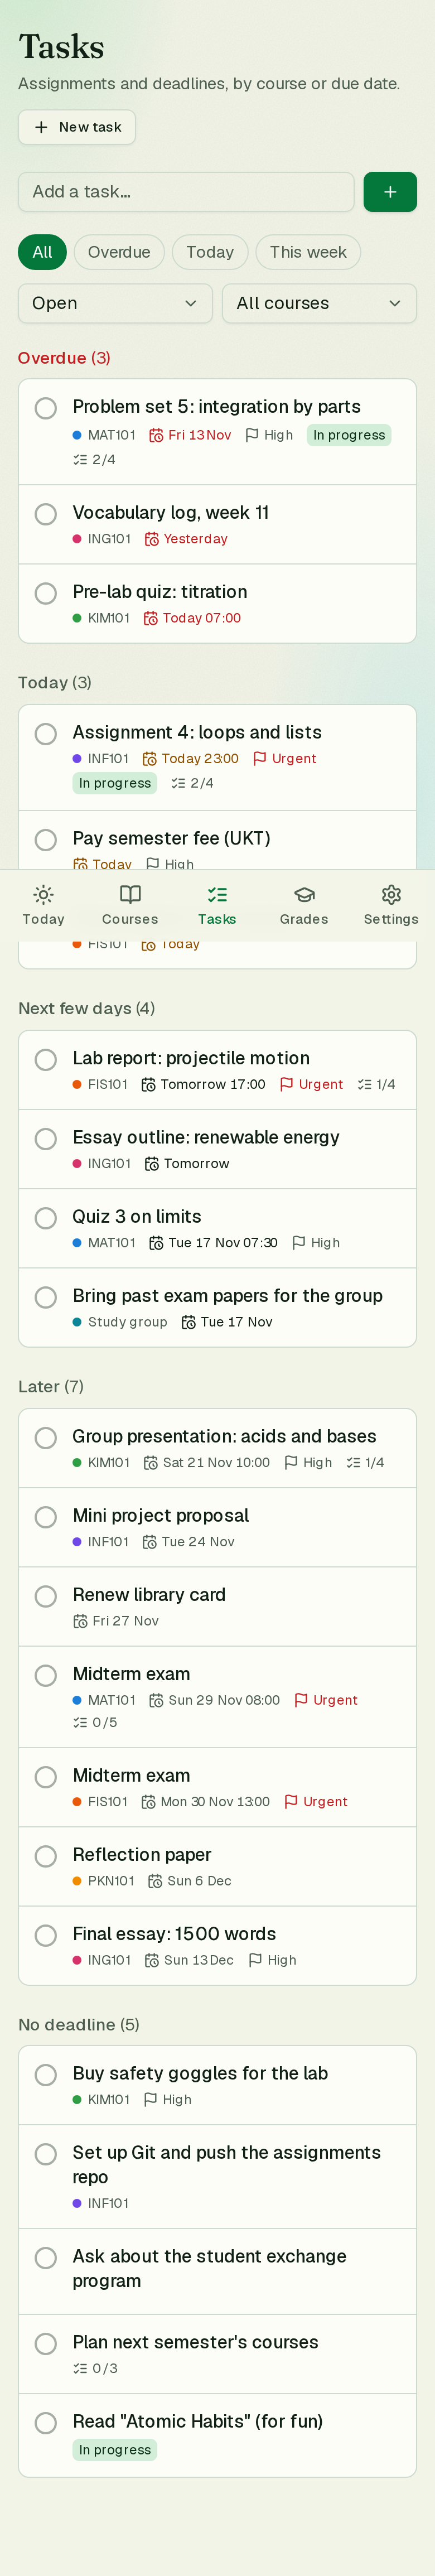 Tasks
Assignments and deadlines, by course or due date.
New task
Add a task...
All Overdue Today This week
Open All courses
Overdue (3)
Problem set 5: integration by parts
MAT101 Fri 13 Nov High In progress
2/4
Vocabulary log, week 11
ING101 Yesterday
Pre-lab quiz: titration
KIM101 Today 07:00
Today (3)
Assignment 4: loops and lists
INF101 Today 23:00 Urgent
In progress 2/4
Pay semester fee (UKT)
Today High
Today Courses Tasks Grades Settings
FIS101 Today
Next few days (4)
Lab report: projectile motion
FIS101 Tomorrow 17:00 Urgent 1/4
Essay outline: renewable energy
ING101 Tomorrow
Quiz 3 on limits
MAT101 Tue 17 Nov 07:30 High
Bring past exam papers for the group
Study group Tue 17 Nov
Later (7)
Group presentation: acids and bases
KIM101 Sat 21 Nov 10:00 High 1/4
Mini project proposal
INF101 Tue 24 Nov
Renew library card
Fri 27 Nov
Midterm exam
MAT101 Sun 29 Nov 08:00 Urgent
0/5
Midterm exam
FIS101 Mon 30 Nov 13:00 Urgent
Reflection paper
PKN101 Sun 6 Dec
Final essay: 1500 words
ING101 Sun 13 Dec High
No deadline (5)
Buy safety goggles for the lab
KIM101 High
Set up Git and push the assignments
repo
INF101
Ask about the student exchange
program
Plan next semester's courses
0/3
Read "Atomic Habits" (for fun)
In progress